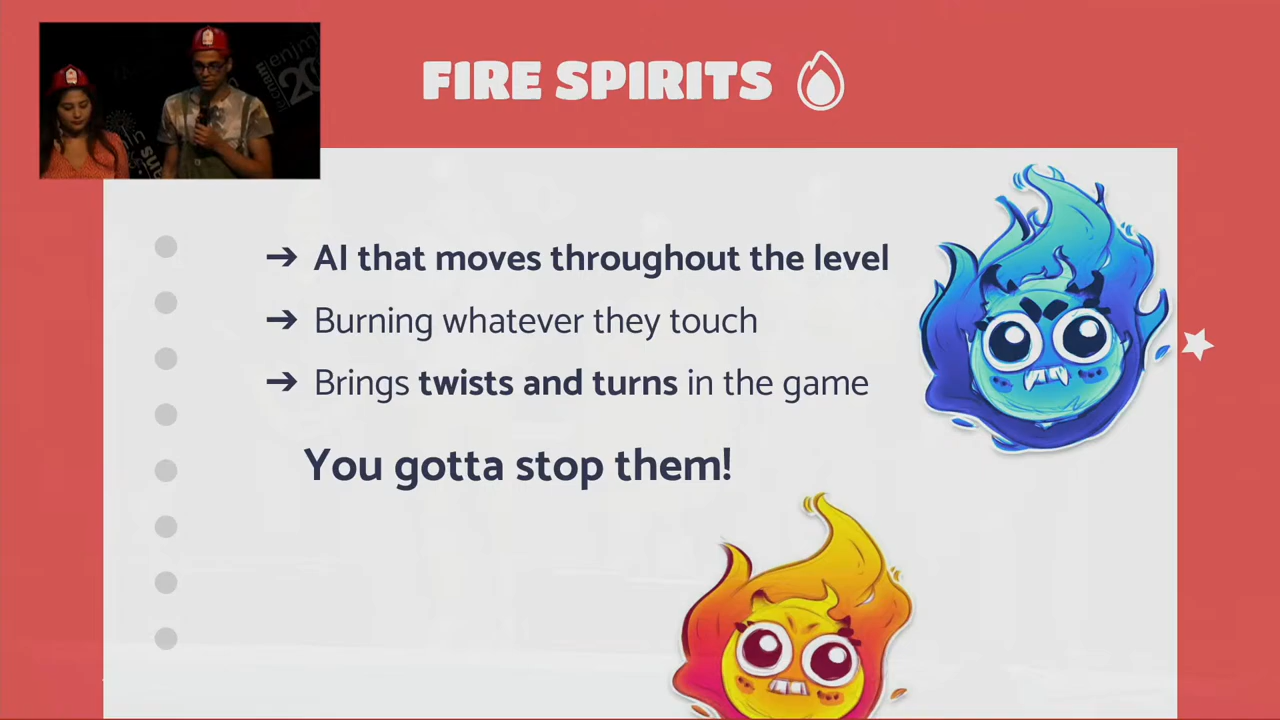 FIRE SPIRITS
➔ AI that moves throughout the level
➔ Burning whatever they touch
➔ Brings twists and turns in the game
You gotta stop them!